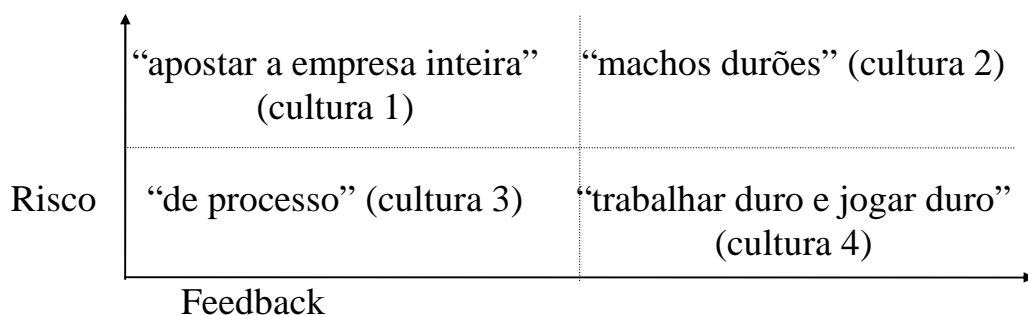 “apostar a empresa inteira” “machos durões” (cultura 2)
(cultura 1)
Risco “de processo” (cultura 3) “trabalhar duro e jogar duro”
(cultura 4)
Feedback